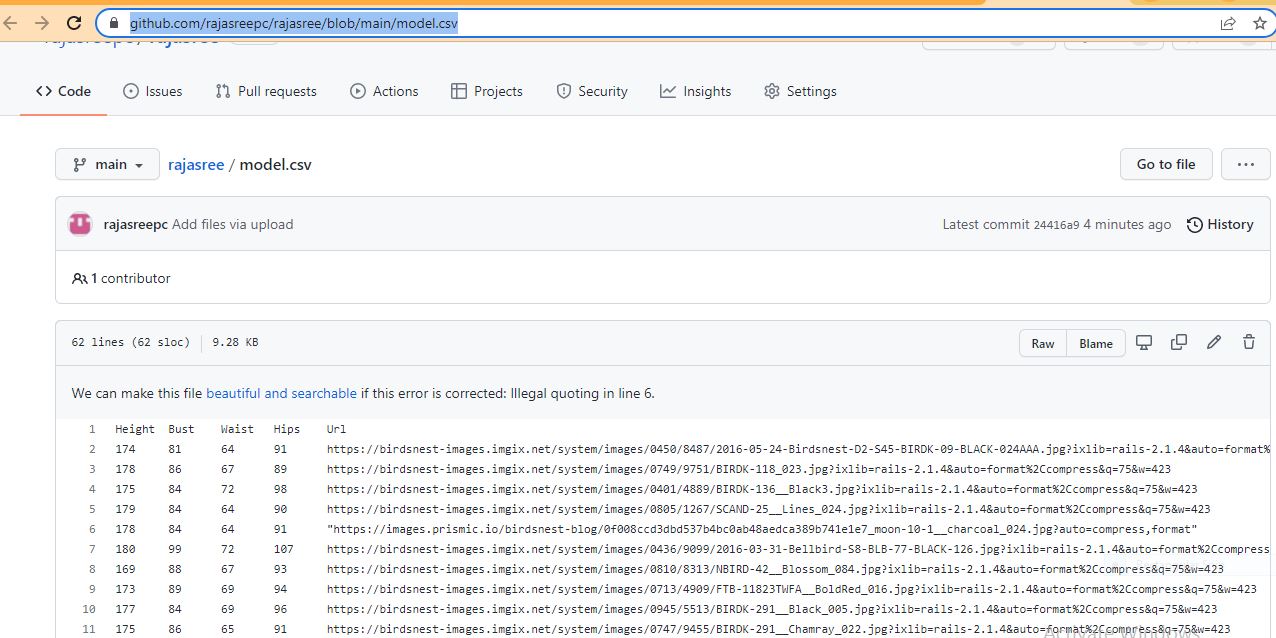 github.com/rajasreepc/rajasree/blob/main/model.csv
Code Issues Pull requests Actions Projects Security Insights Settings
main rajasree / model.csv Go to file ...
rajasreepc Add files via upload Latest commit 24416a9 4 minutes ago History
1 contributor
62 lines (62 sloc) 9.28 KB Raw Blame
We can make this file beautiful and searchable if this error is corrected: Illegal quoting in line 6.
1 Height Bust Waist Hips Url
2 174 81 64 91 https://birdsnest-images.imgix.net/system/images/0450/8487/2016-05-24-Birdsnest-D2-S45-BIRDK-09-BLACK-024AAA.jpg?ixlib=rails-2.1.4&auto=format%
3 178 86 67 89 https://birdsnest-images.imgix.net/system/images/0749/9751/BIRDK-118_023.jpg?ixlib=rails-2.1.4&auto=format%2Ccompress&q=75&w=423
4 175 84 72 98 https://birdsnest-images.imgix.net/system/images/0401/4889/BIRDK-136__Black3.jpg?ixlib=rails-2.1.4&auto=format%2Ccompress&q=75&w=423
5 179 84 64 90 https://birdsnest-images.imgix.net/system/images/0805/1267/SCAND-25__Lines_024.jpg?ixlib=rails-2.1.4&auto=format%2Ccompress&q=75&w=423
6 178 84 64 91 "https://images.prismic.io/birdsnest-blog/0f008ccd3dbd537b4bc0ab48aedca389b741e1e7_moon-10-1__charcoal_024.jpg?auto=compress,format"
7 180 99 72 107 https://birdsnest-images.imgix.net/system/images/0436/9099/2016-03-31-Bellbird-S8-BLB-77-BLACK-126.jpg?ixlib=rails-2.1.4&auto=format%2Ccompress
8 169 88 67 93 https://birdsnest-images.imgix.net/system/images/0810/8313/NBIRD-42__Blossom_084.jpg?ixlib=rails-2.1.4&auto=format%2Ccompress&q=75&w=423
9 173 89 69 94 https://birdsnest-images.imgix.net/system/images/0713/4909/FTB-11823TWFA__BoldRed_016.jpg?ixlib=rails-2.1.4&auto=format%2Ccompress&q=75&w=423
10 177 84 69 96 https://birdsnest-images.imgix.net/system/images/0945/5513/BIRDK-291__Black_005.jpg?ixlib=rails-2.1.4&auto=format%2Ccompress&q=75&w=423
11 175 86 65 91 https://birdsnest-images.imgix.net/system/images/0747/9455/BIRDK-291__Chamray_022.jpg?ixlib=rails-2.1.4&auto=format%2Ccompress&q=75&w=423